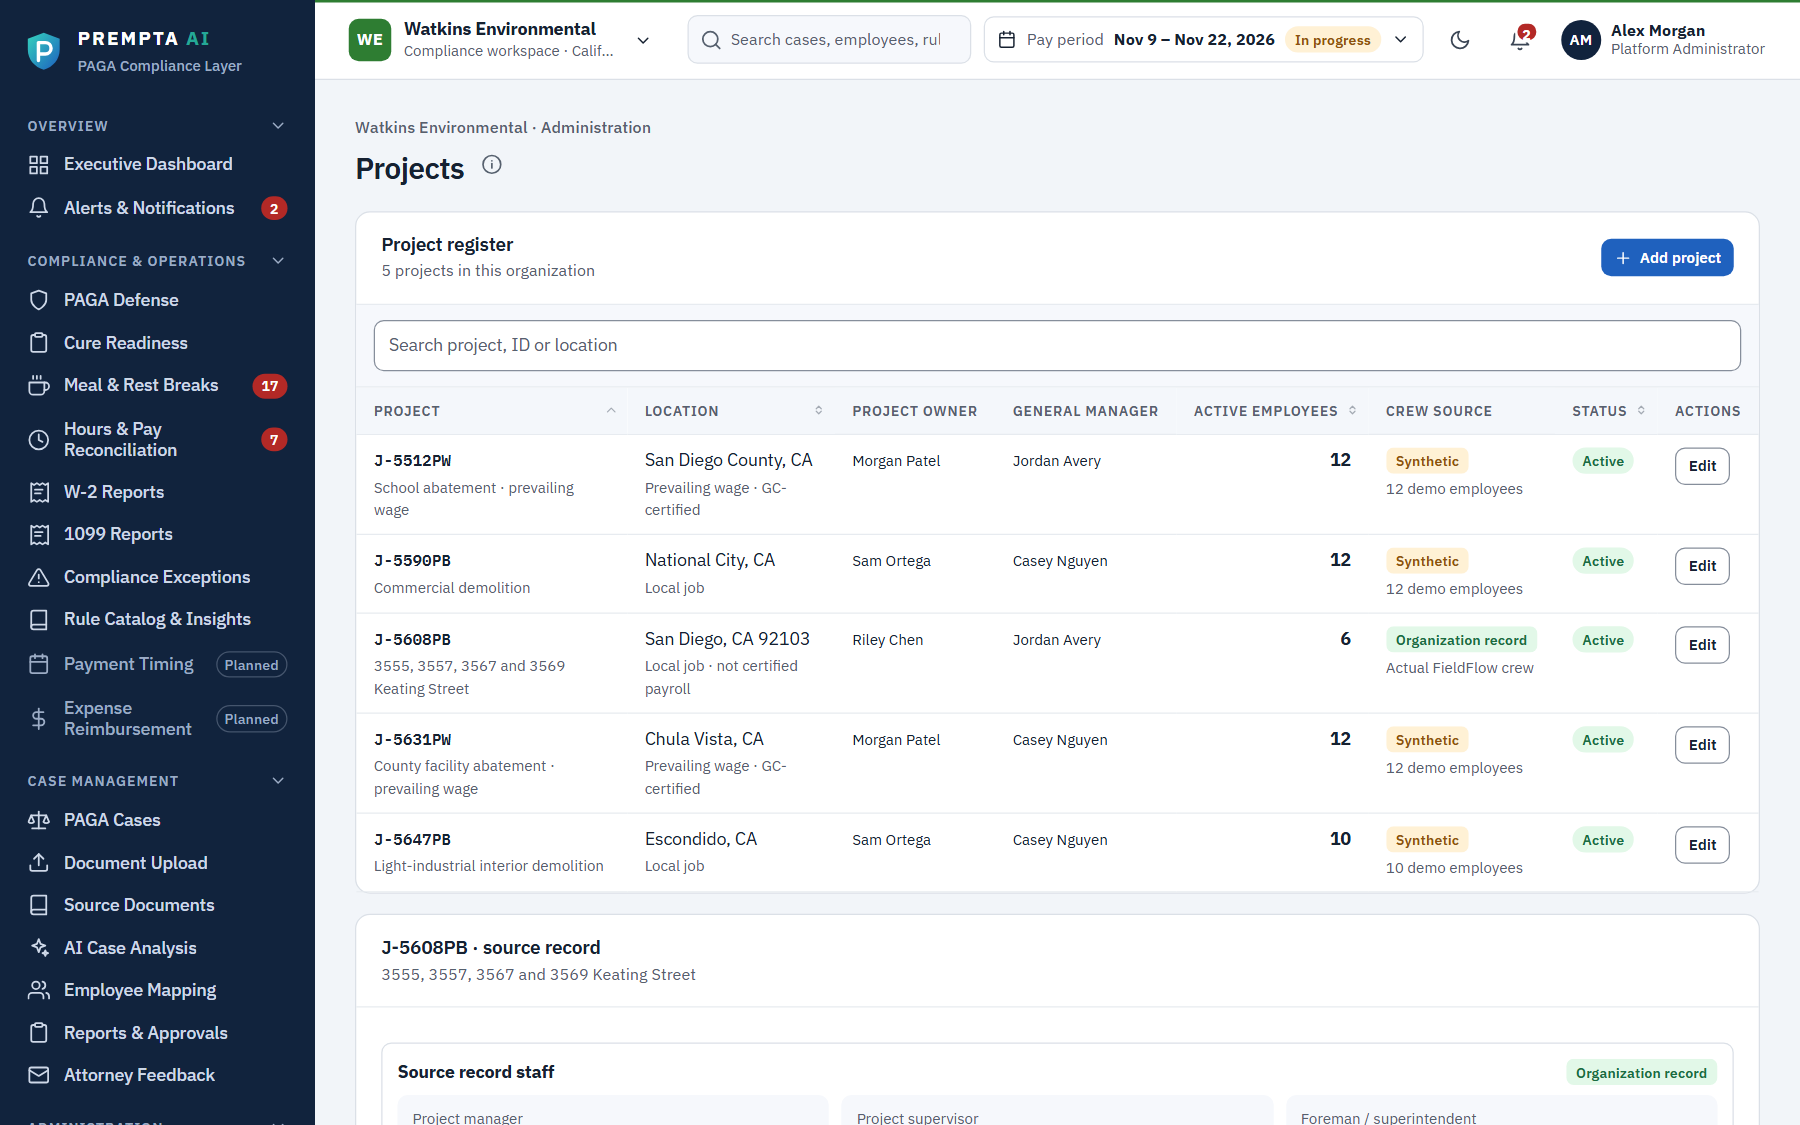 PREMPTA AI
PAGA Compliance Layer
OVERVIEW
Executive Dashboard
Alerts & Notifications 2
COMPLIANCE & OPERATIONS
PAGA Defense
Cure Readiness
Meal & Rest Breaks 17
Hours & Pay
Reconciliation 7
W-2 Reports
1099 Reports
Compliance Exceptions
Rule Catalog & Insights
Payment Timing Planned
Expense
Reimbursement Planned
CASE MANAGEMENT
PAGA Cases
Document Upload
Source Documents
AI Case Analysis
Employee Mapping
Reports & Approvals
Attorney Feedback
WE
Watkins Environmental
Compliance workspace · Calif...
Search cases, employees, rul
Pay period Nov 9 – Nov 22, 2026 In progress
2
AM
Alex Morgan
Platform Administrator
Watkins Environmental · Administration
Projects
Project register
5 projects in this organization
+ Add project
Search project, ID or location
PROJECT LOCATION PROJECT OWNER GENERAL MANAGER ACTIVE EMPLOYEES CREW SOURCE STATUS ACTIONS
J-5512PW San Diego County, CA Morgan Patel Jordan Avery 12 Synthetic Active Edit
School abatement · prevailing Prevailing wage · GC- 12 demo employees
wage certified
J-5590PB National City, CA Sam Ortega Casey Nguyen 12 Synthetic Active Edit
Commercial demolition Local job 12 demo employees
J-5608PB San Diego, CA 92103 Riley Chen Jordan Avery 6 Organization record Active Edit
3555, 3557, 3567 and 3569 Local job · not certified Actual FieldFlow crew
Keating Street payroll
J-5631PW Chula Vista, CA Morgan Patel Casey Nguyen 12 Synthetic Active Edit
County facility abatement · Prevailing wage · GC- 12 demo employees
prevailing wage certified
J-5647PB Escondido, CA Sam Ortega Casey Nguyen 10 Synthetic Active Edit
Light-industrial interior demolition Local job 10 demo employees
J-5608PB · source record
3555, 3557, 3567 and 3569 Keating Street
Source record staff Organization record
Project manager Project supervisor Foreman / superintendent